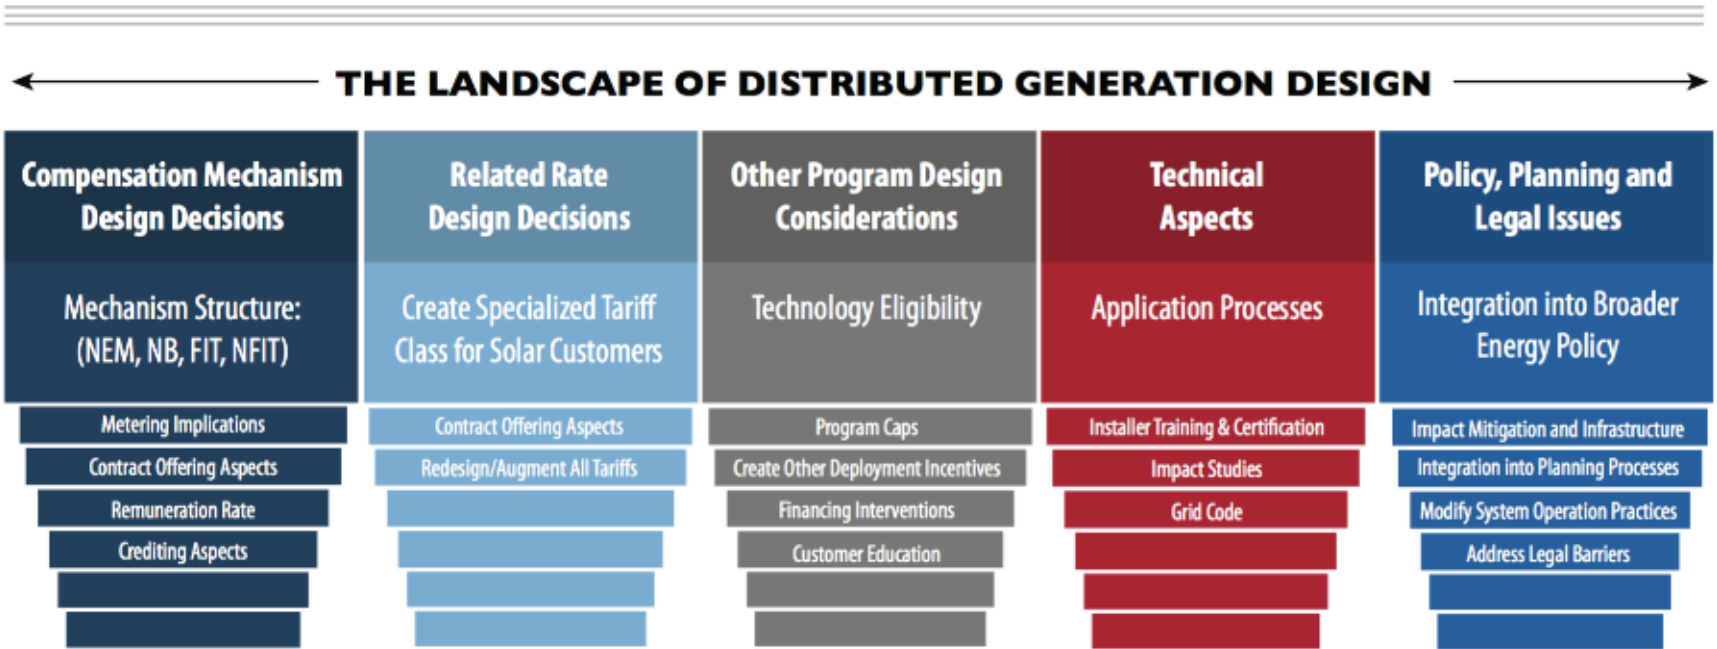 THE LANDSCAPE OF DISTRIBUTED GENERATION DESIGN
Compensation Mechanism
Design Decisions
Mechanism Structure:
(NEM, NB, FIT, NFIT)
Metering Implications
Contract Offering Aspects
Remuneration Rate
Crediting Aspects
Related Rate
Design Decisions
Create Specialized Tariff
Class for Solar Customers
Contract Offering Aspects
Redesign/Augment All Tariffs
Other Program Design
Considerations
Technology Eligibility
Program Caps
Create Other Deployment Incentives
Financing Interventions
Customer Education
Technical
Aspects
Application Processes
Installer Training & Certification
Impact Studies
Grid Code
Policy, Planning and
Legal Issues
Integration into Broader
Energy Policy
Impact Mitigation and Infrastructure
Integration into Planning Processes
Modify System Operation Practices
Address Legal Barriers